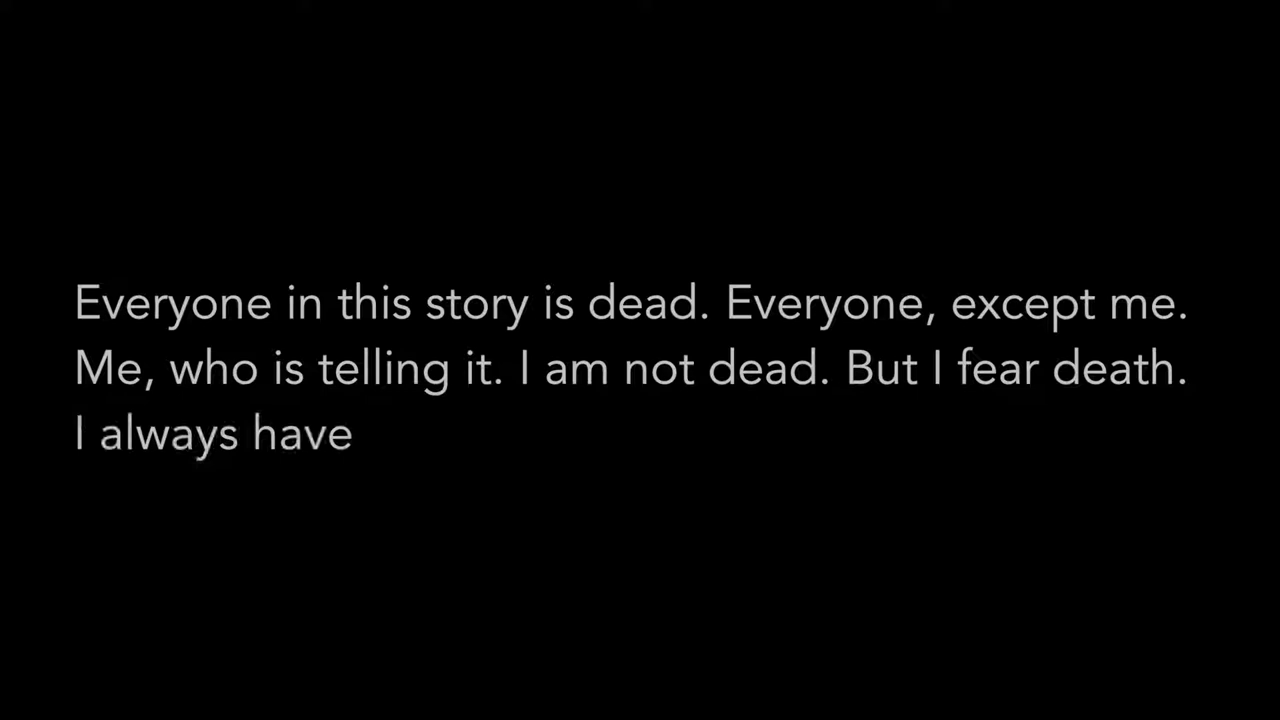 Everyone in this story is dead. Everyone, except me.
Me, who is telling it. I am not dead. But I fear death.
I always have